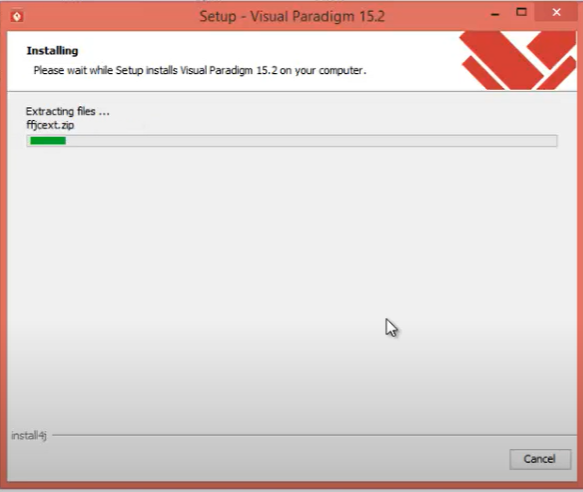 Setup - Visual Paradigm 15.2
Installing
Please wait while Setup installs Visual Paradigm 15.2 on your computer.
Extracting files ...
ffjcext.zip
install4j
Cancel